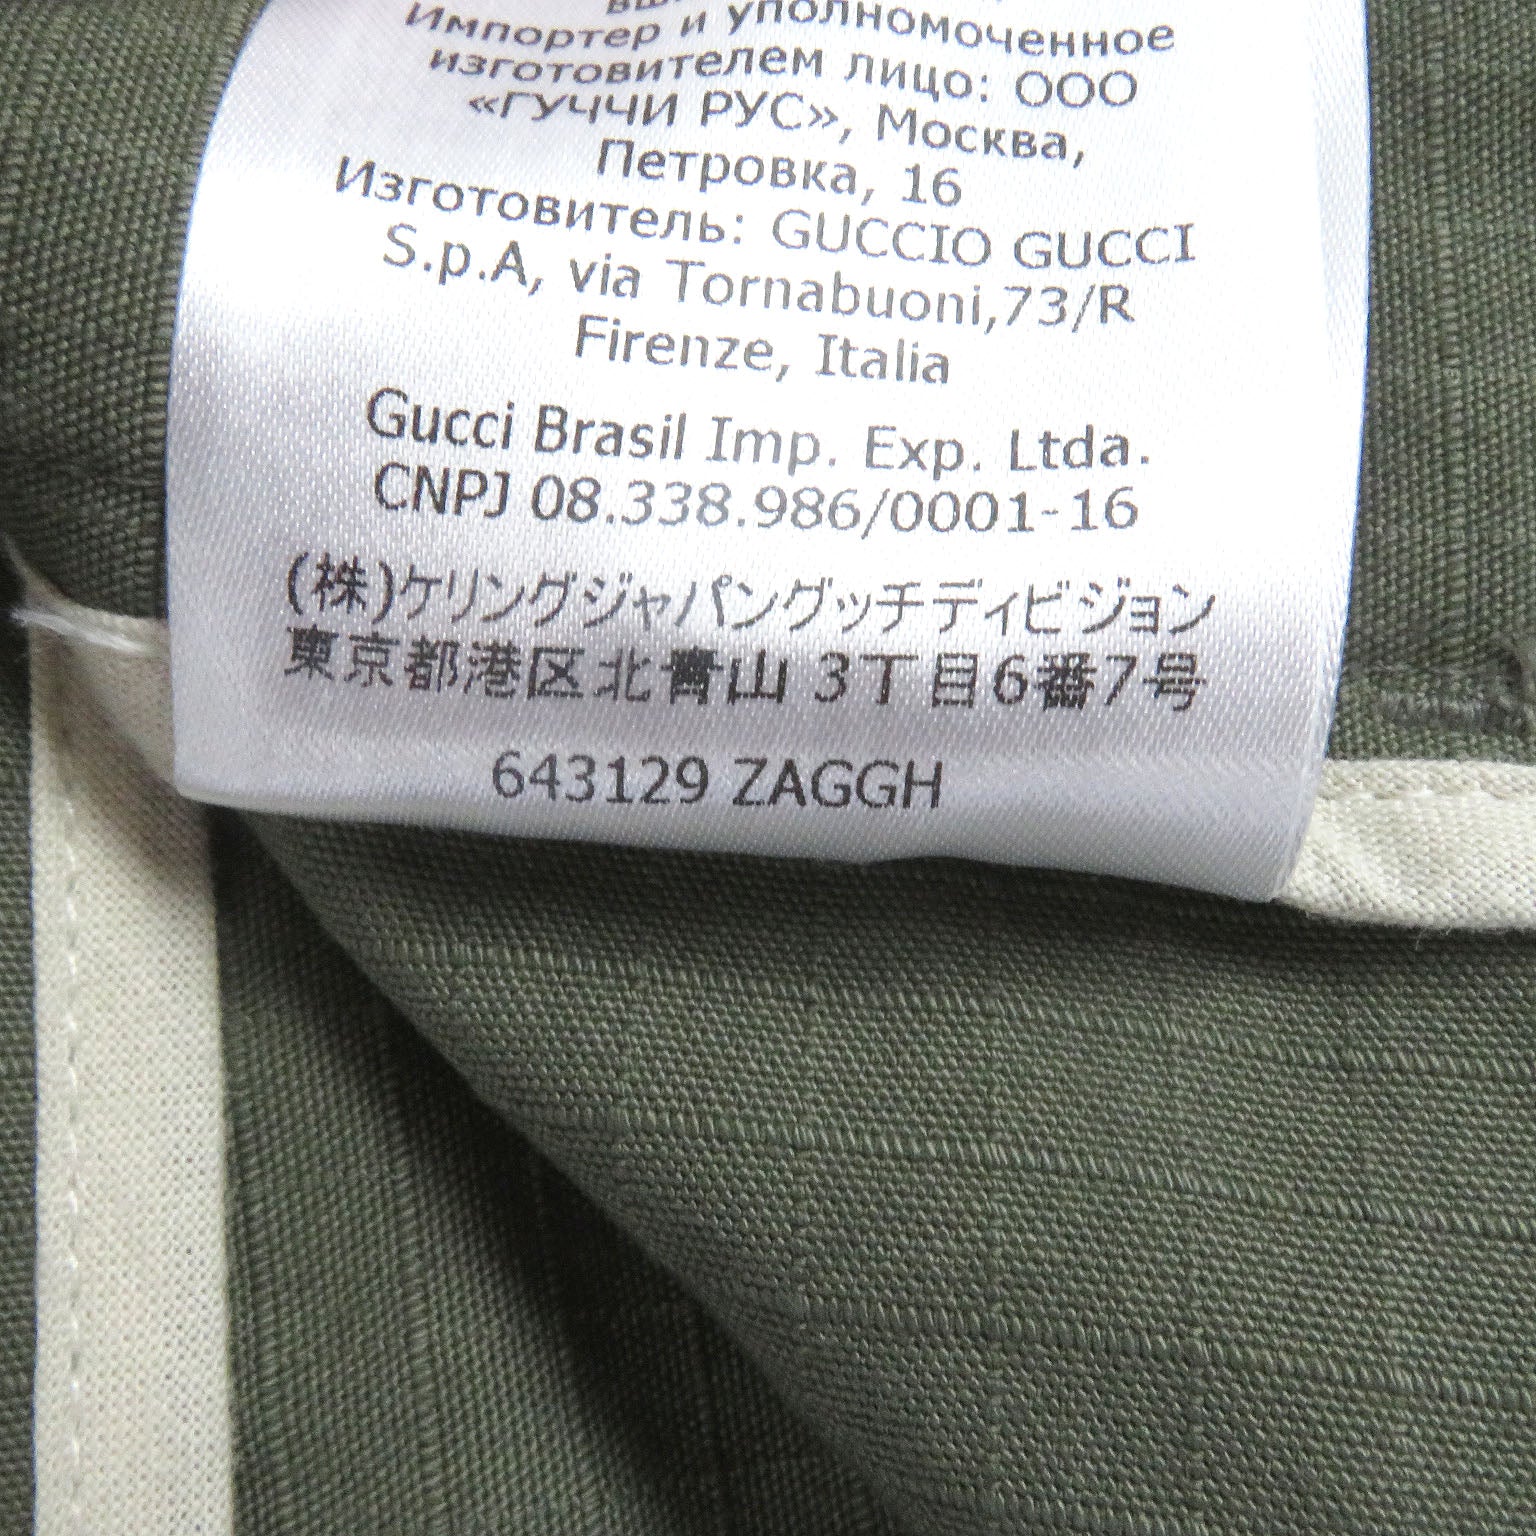 Импортер и уполномоченное
изготовителем лицо: ООО
«ГУЧЧИ РУС», Москва,
Петровка, 16
Изготовитель: GUCCIO GUCCI
S.p.A, via Tornabuoni,73/R
Firenze, Italia
Gucci Brasil Imp. Exp. Ltda.
CNPJ 08.338.986/0001-16
(株)ケリングジャパングッチディビジョン
東京都港区北青山 3丁目6番7号
643129 ZAGGH